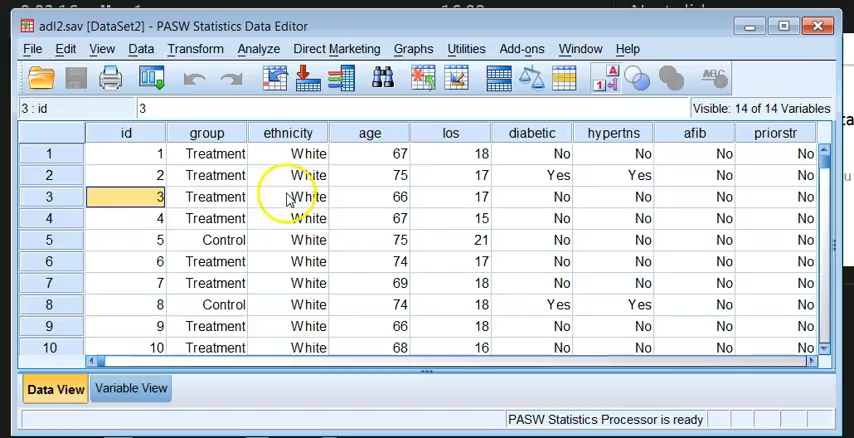 adl2.sav [DataSet2] - PASW Statistics Data Editor
File Edit View Data Transform Analyze Direct Marketing Graphs Utilities Add-ons Window Help
3 : id 3 Visible: 14 of 14 Variables
id group ethnicity age los diabetic hypertns afib priorstr
1 1 Treatment White 67 18 No No No No
2 2 Treatment White 75 17 Yes Yes No No
3 3 Treatment White 66 17 No No No No
4 4 Treatment White 67 15 No No No No
5 5 Control White 75 21 No No No No
6 6 Treatment White 74 17 No No No No
7 7 Treatment White 69 18 No No No No
8 8 Control White 74 18 Yes Yes No No
9 9 Treatment White 66 18 No No No No
10 10 Treatment White 68 16 No No No No
Data View Variable View
PASW Statistics Processor is ready